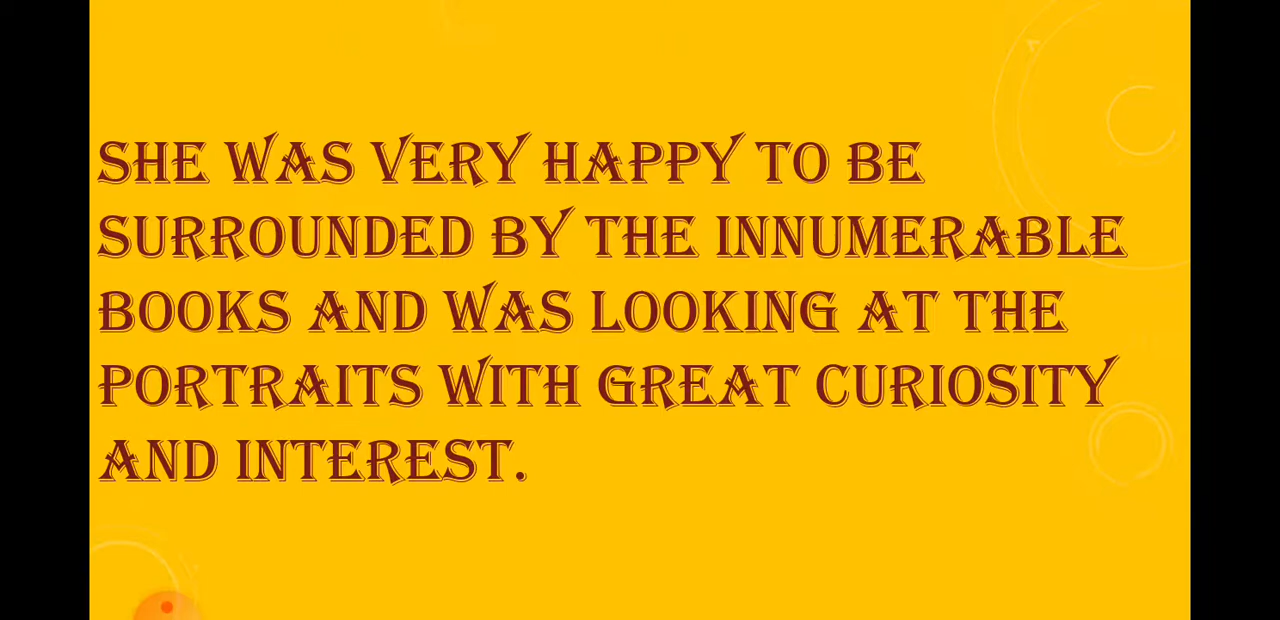 SHE WAS VERY HAPPY TO BE
SURROUNDED BY THE INNUMERABLE
BOOKS AND WAS LOOKING AT THE
PORTRAITS WITH GREAT CURIOSITY
AND INTEREST.